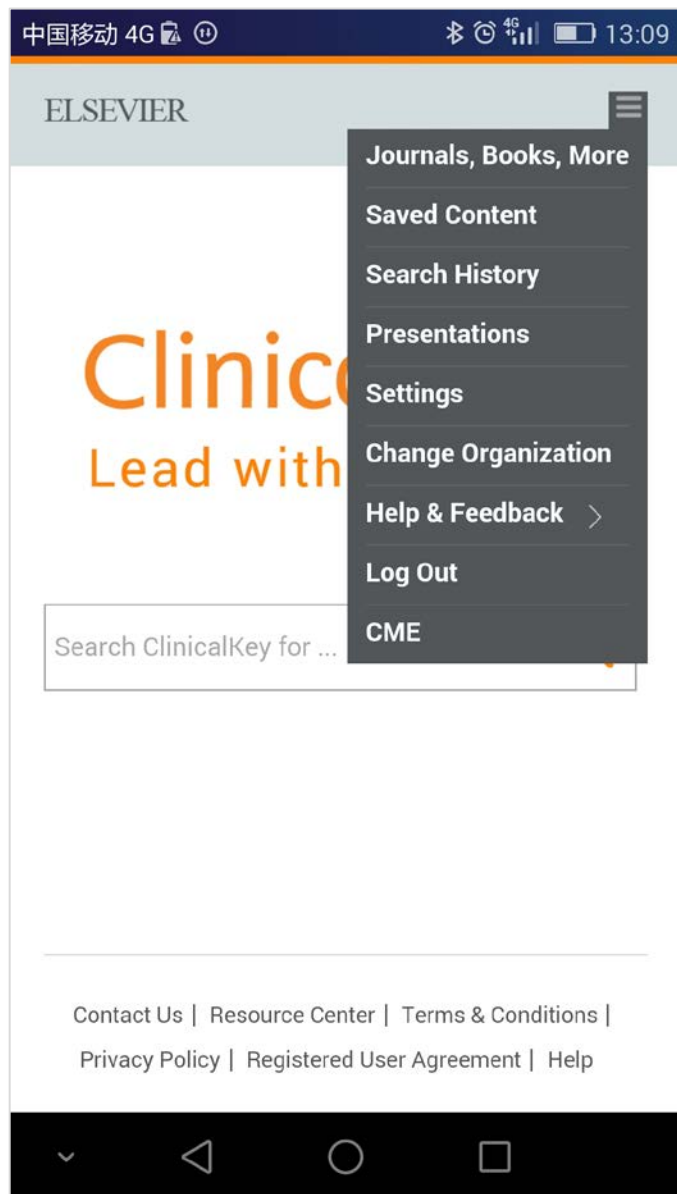 中国移动 4G 4G 13:09
ELSEVIER
Journals, Books, More
Saved Content
Search History
Presentations
Settings
Change Organization
Help & Feedback
Log Out
CME
Clinic
Lead with
Search ClinicalKey for ...
Contact Us | Resource Center | Terms & Conditions |
Privacy Policy | Registered User Agreement | Help